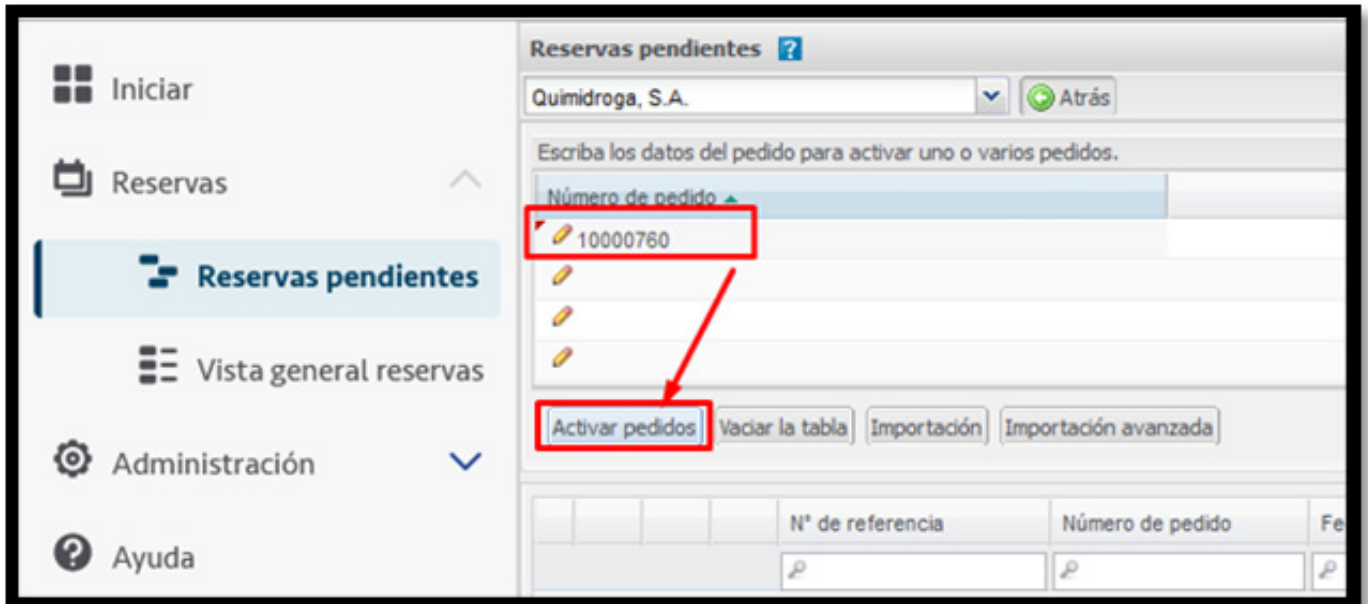 Iniciar
Reservas
Reservas pendientes
Vista general reservas
Administración
Ayuda
Reservas pendientes ?
Quimidroga, S.A. Atrás
Escriba los datos del pedido para activar uno o varios pedidos.
Número de pedido
10000760
Activar pedidos Vaciar la tabla Importación Importación avanzada
N° de referencia Número de pedido